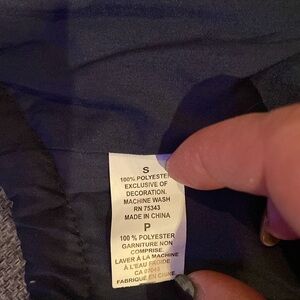 S
100% POLYESTER
EXCLUSIVE OF
DECORATION.
MACHINE WASH
RN 75343
MADE IN CHINA
P
100 % POLYESTER
GARNITURE NON
COMPRISE.
LAVER À LA MACHINE
À L'EAU FROIDE
CA
FABRIQUÉ EN CHINE